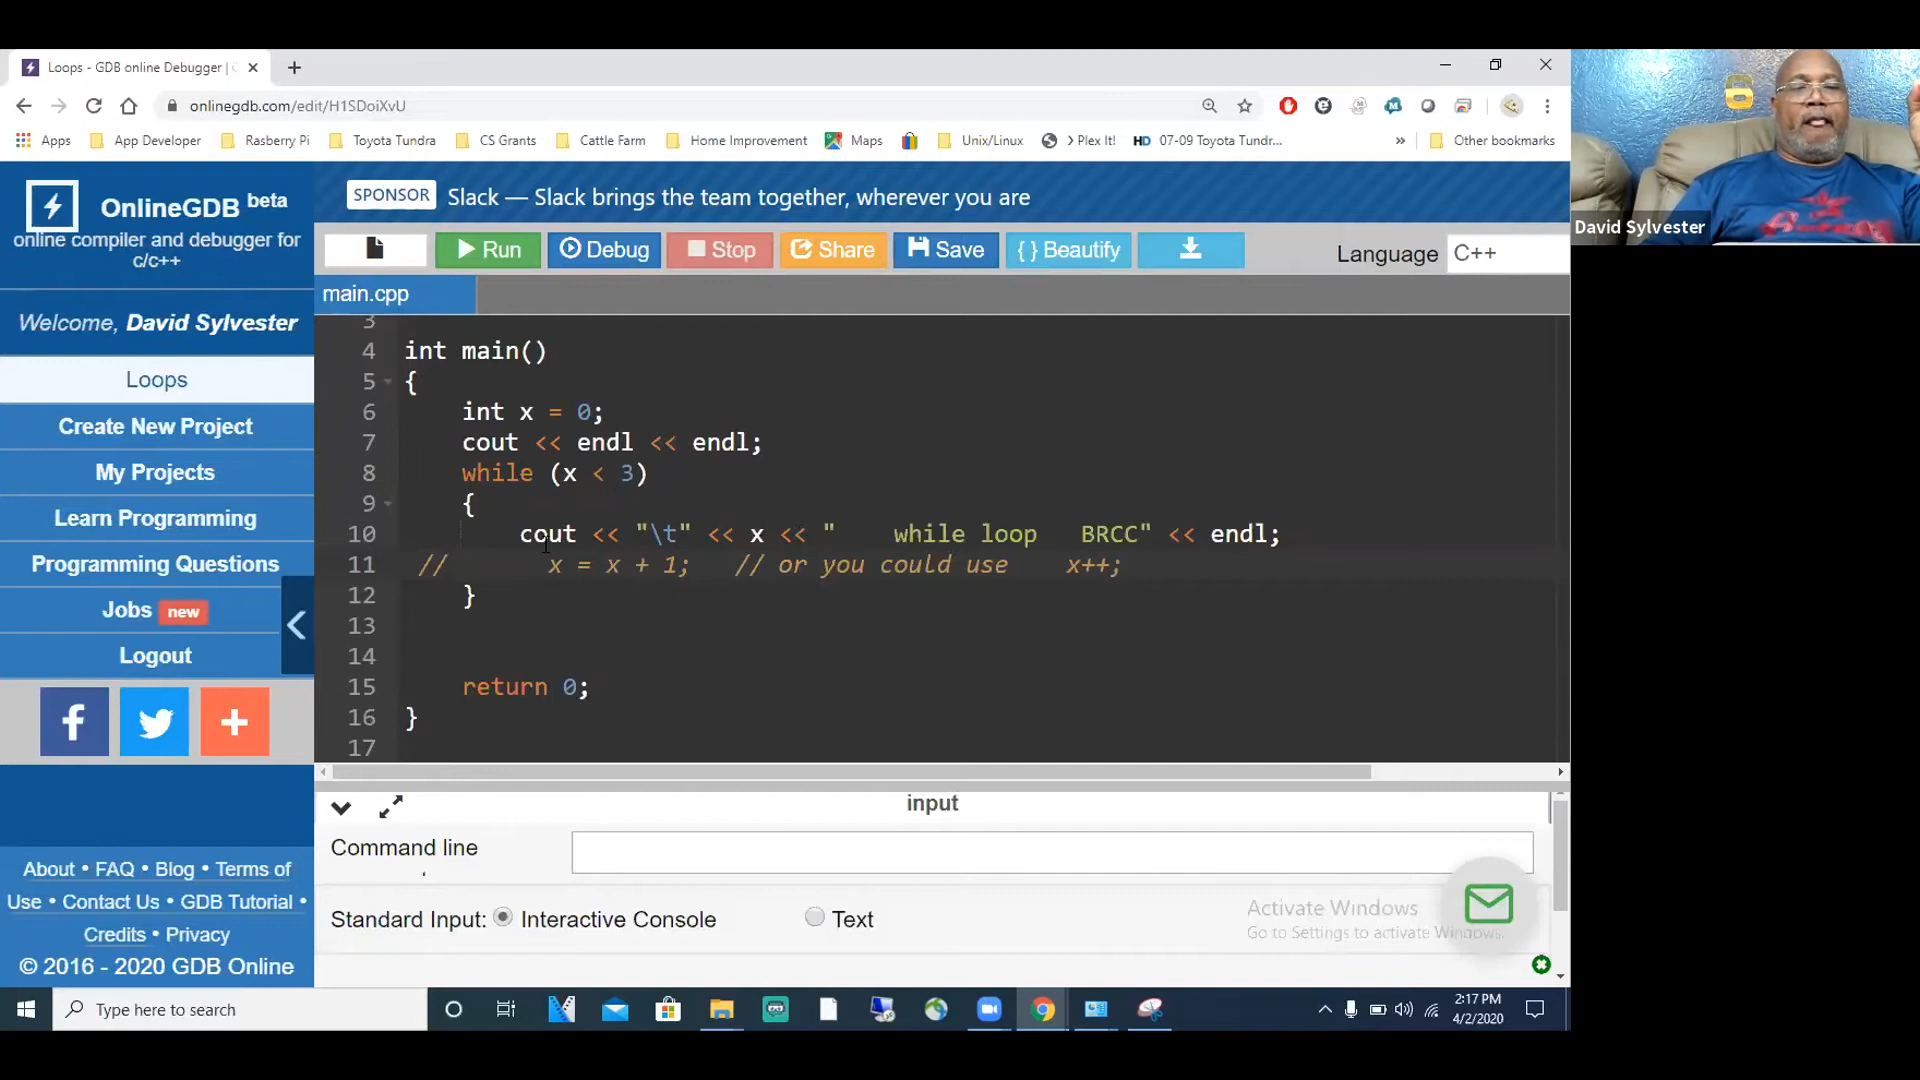 Loops - GDB online Debugger |
onlinegdb.com/edit/H1SDoiXvU
Apps App Developer Rasberry Pi Toyota Tundra CS Grants Cattle Farm Home Improvement Maps Unix/Linux > Plex It! HD 07-09 Toyota Tundr... » Other bookmarks
David Sylvester
OnlineGDB beta
online compiler and debugger for
c/c++
Welcome, David Sylvester
Loops
Create New Project
My Projects
Learn Programming
Programming Questions
Jobs new
Logout
f +
About • FAQ • Blog • Terms of
Use • Contact Us • GDB Tutorial •
Credits • Privacy
© 2016 - 2020 GDB Online
SPONSOR Slack — Slack brings the team together, wherever you are
Run Debug Stop Share Save { } Beautify Language C++
main.cpp
3
4 int main()
5 {
6 int x = 0;
7 cout << endl << endl;
8 while (x < 3)
9 {
10 cout << "\t" << x << "    while loop   BRCC" << endl;
11 //       x = x + 1;   // or you could use    x++;
12 }
13
14
15 return 0;
16 }
17
input
Command line
Standard Input: Interactive Console Text
Activate Windows
Go to Settings to activate Windows.
Type here to search
2:17 PM
4/2/2020